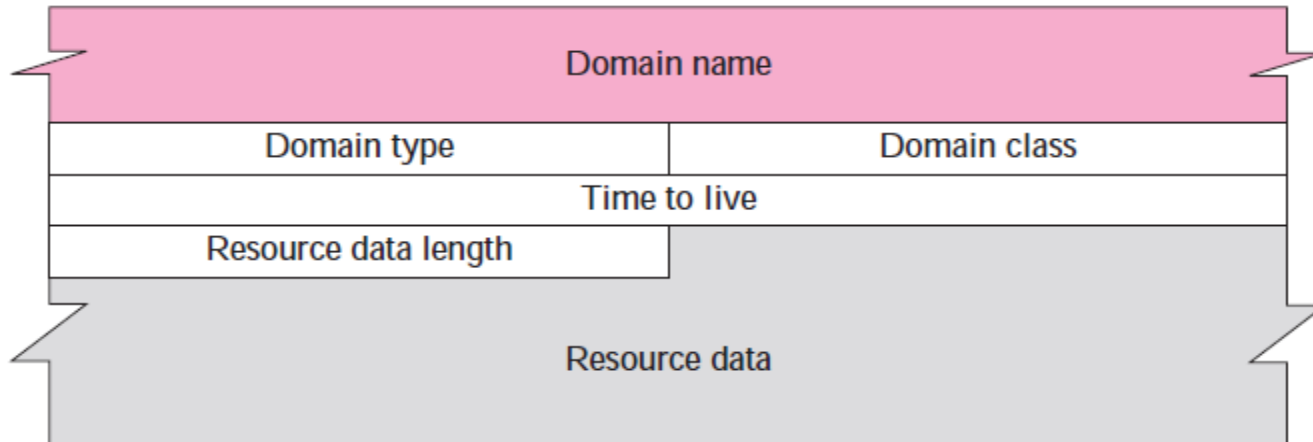 Domain name
Domain type
Domain class
Time to live
Resource data length
Resource data